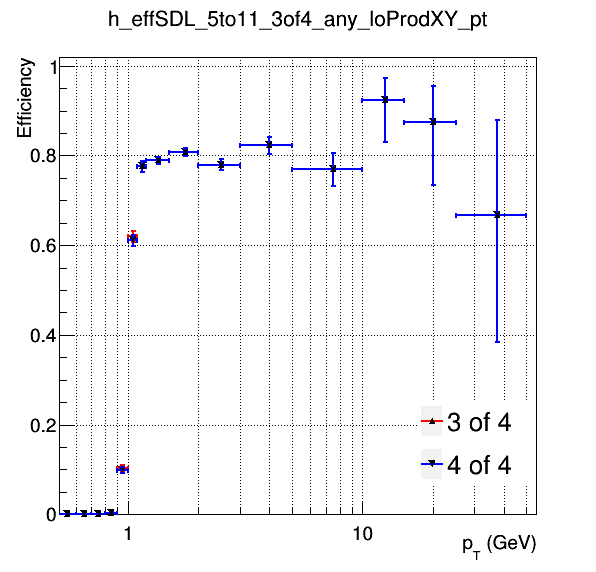 h_effSDL_5to11_3of4_any_loProdXY_pt
Efficiency
1
0.8
0.6
0.4
0.2
0
3 of 4
4 of 4
1
10
p_T (GeV)